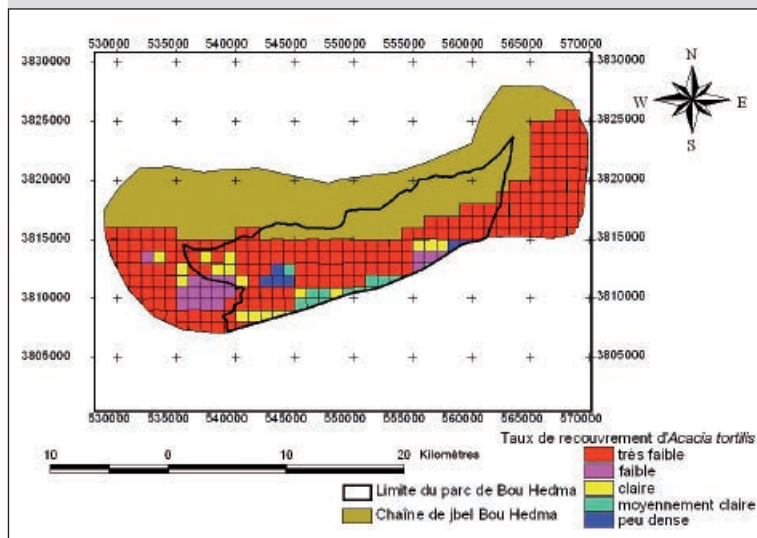 530000 535000 540000 545000 550000 555000 560000 565000 570000
3830000 3830000
3825000 3825000
3820000 3820000
3815000 3815000
3810000 3810000
3805000 3805000
530000 535000 540000 545000 550000 555000 560000 565000 570000
N
W E
S
10 0 10 20 Kilomètres
Limite du parc de Bou Hedma
Chaîne de jbel Bou Hedma
Taux de recouvrement d'Acacia tortilis
très faible
faible
claire
moyennement claire
peu dense